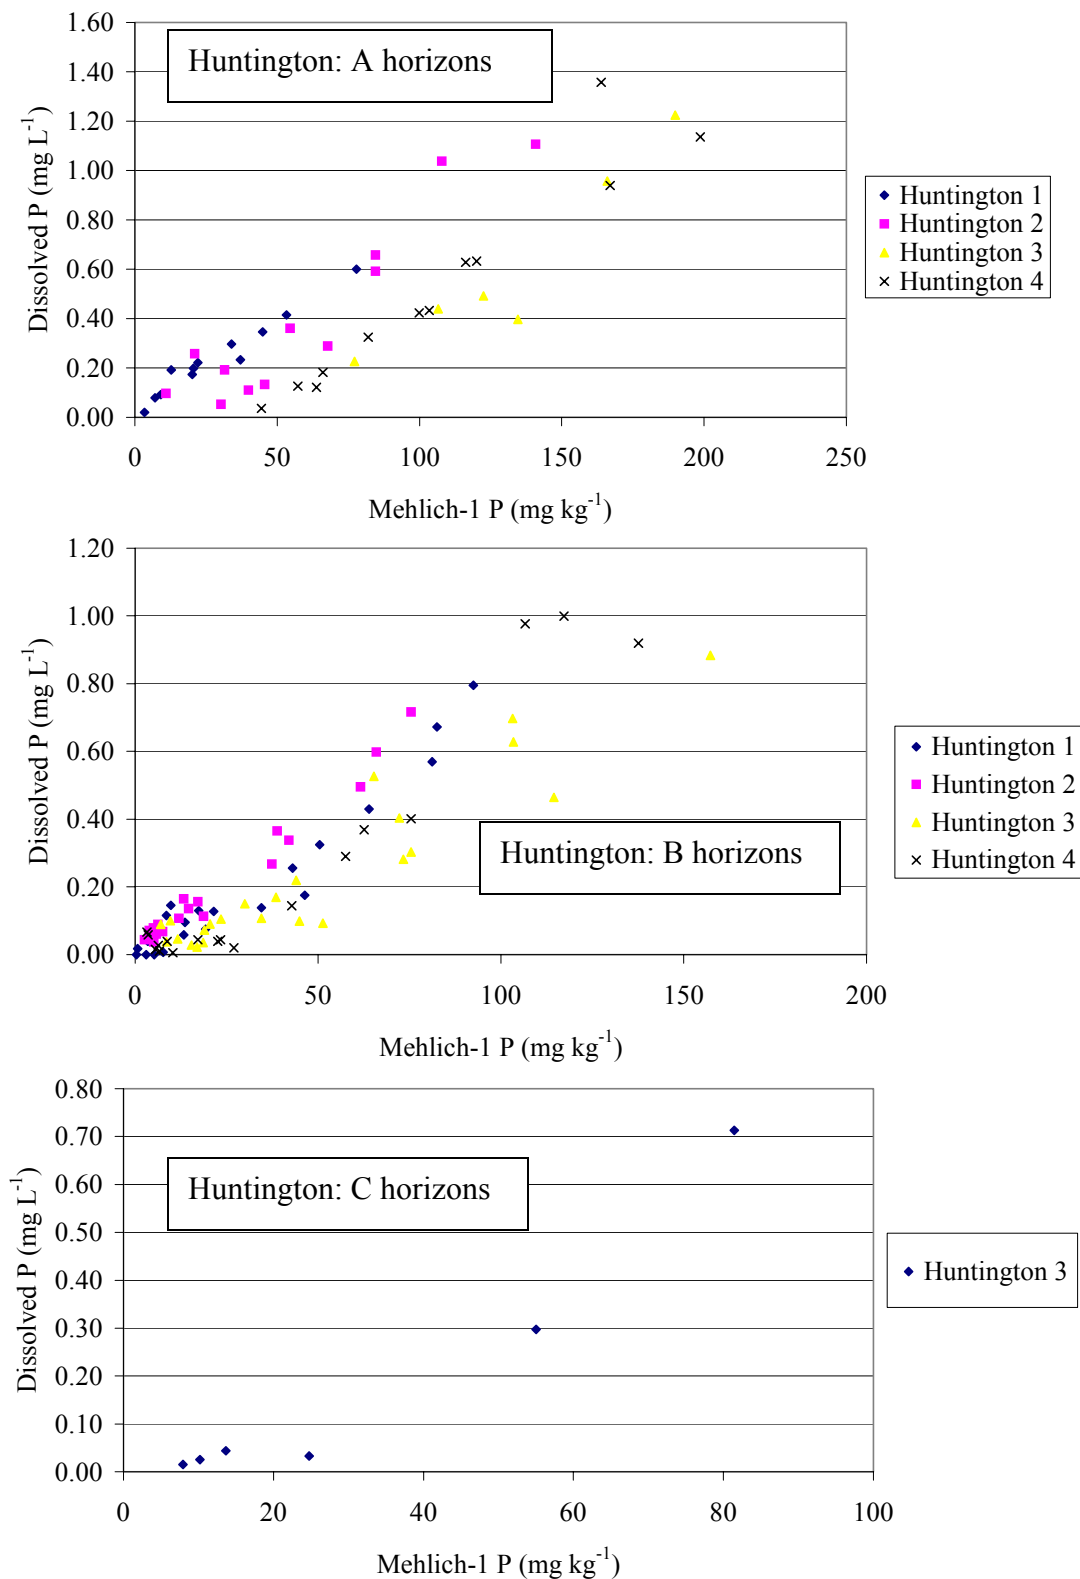 1.60
1.40
1.20
1.00
0.80
0.60
0.40
0.20
0.00
Dissolved P (mg L⁻¹)
Huntington: A horizons
0 50 100 150 200 250
Mehlich-1 P (mg kg⁻¹)
Huntington 1
Huntington 2
Huntington 3
Huntington 4
1.20
1.00
0.80
0.60
0.40
0.20
0.00
Dissolved P (mg L⁻¹)
Huntington: B horizons
0 50 100 150 200
Mehlich-1 P (mg kg⁻¹)
Huntington 1
Huntington 2
Huntington 3
Huntington 4
0.80
0.70
0.60
0.50
0.40
0.30
0.20
0.10
0.00
Dissolved P (mg L⁻¹)
Huntington: C horizons
0 20 40 60 80 100
Mehlich-1 P (mg kg⁻¹)
Huntington 3